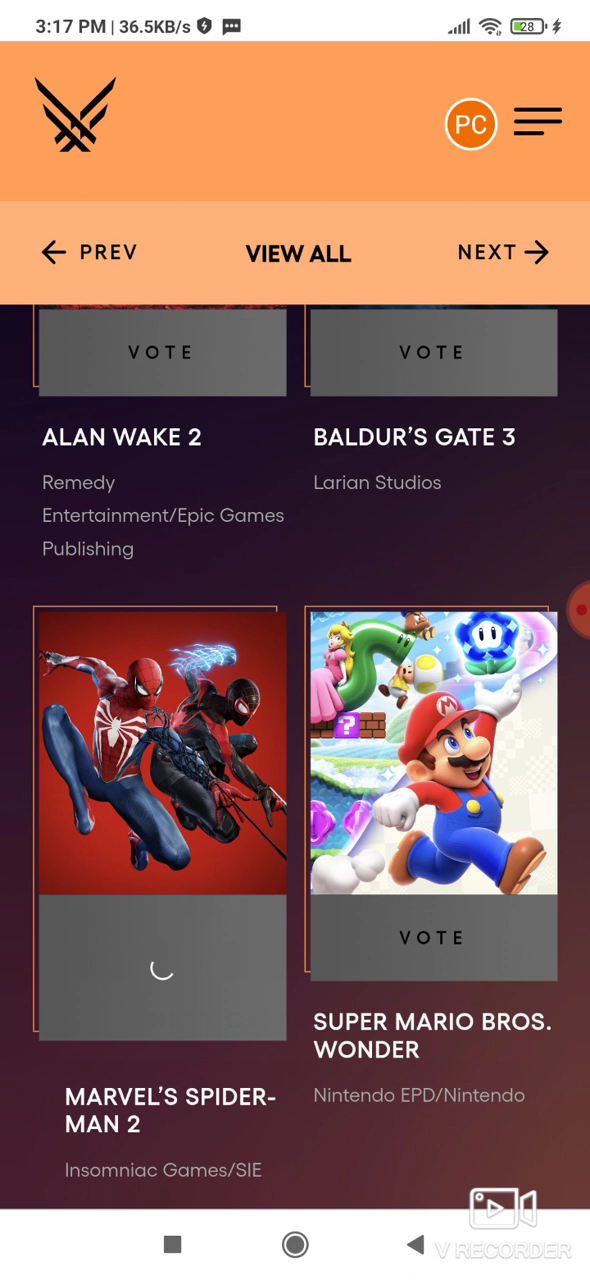 3:17 PM | 36.5KB/s
28
PC
PREV
VIEW ALL
NEXT
VOTE
VOTE
ALAN WAKE 2
BALDUR’S GATE 3
Remedy
Entertainment/Epic Games
Publishing
Larian Studios
M
?
VOTE
SUPER MARIO BROS.
WONDER
Nintendo EPD/Nintendo
MARVEL’S SPIDER-
MAN 2
Insomniac Games/SIE
V RECORDER